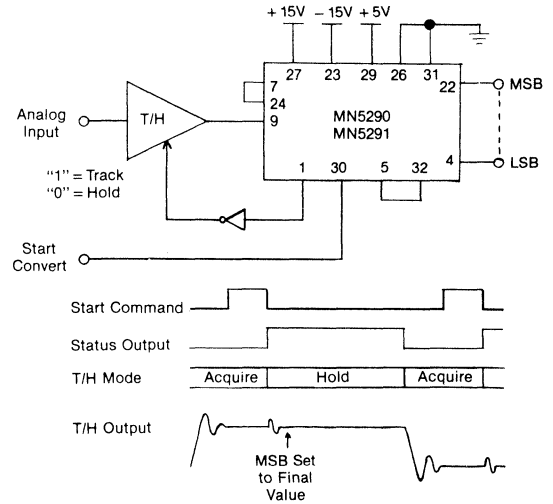 + 15V − 15V + 5V
27 23 29 26 31
7 22 MSB
24
Analog Input T/H 9 MN5290
MN5291
4 LSB
"1" = Track
"0" = Hold
1 30 5 32
Start
Convert
Start Command
Status Output
T/H Mode Acquire Hold Acquire
T/H Output
MSB Set
to Final
Value